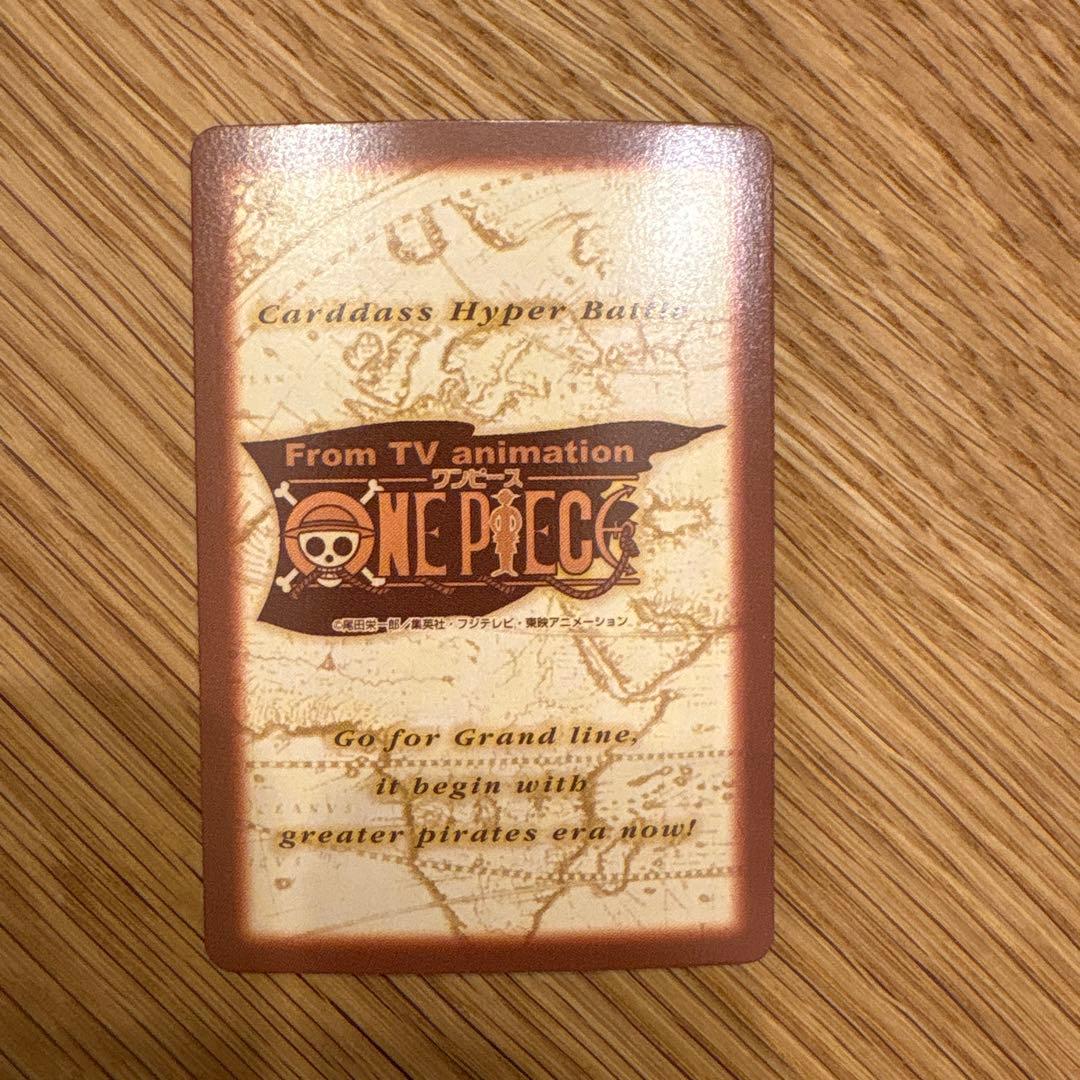 Carddass Hyper Battle
From TV animation
ワンピース
ONE PIECE
©尾田栄一郎／集英社・フジテレビ・東映アニメーション
Go for Grand line,
it begin with
greater pirates era now!